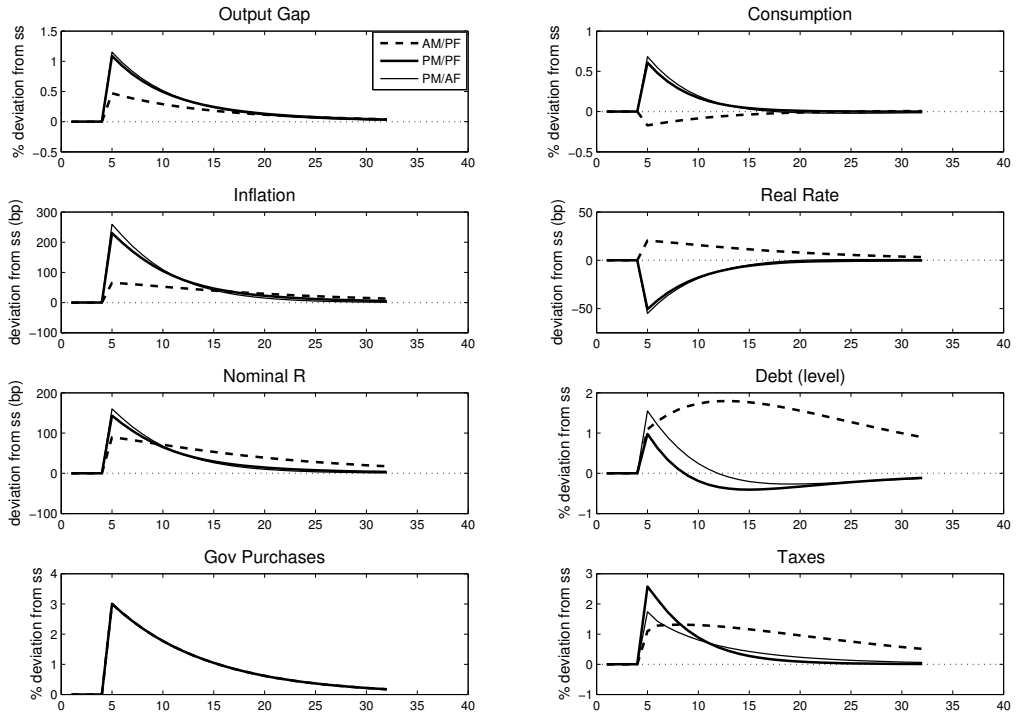 Output Gap
% deviation from ss
1.5
1
0.5
0
−0.5
0 5 10 15 20 25 30 35 40
AM/PF
PM/PF
PM/AF
Consumption
% deviation from ss
1
0.5
0
−0.5
0 5 10 15 20 25 30 35 40
Inflation
deviation from ss (bp)
300
200
100
0
−100
0 5 10 15 20 25 30 35 40
Real Rate
deviation from ss (bp)
50
0
−50
0 5 10 15 20 25 30 35 40
Nominal R
deviation from ss (bp)
200
100
0
−100
0 5 10 15 20 25 30 35 40
Debt (level)
% deviation from ss
2
1
0
−1
0 5 10 15 20 25 30 35 40
Gov Purchases
% deviation from ss
4
3
2
1
0
0 5 10 15 20 25 30 35 40
Taxes
% deviation from ss
3
2
1
0
−1
0 5 10 15 20 25 30 35 40